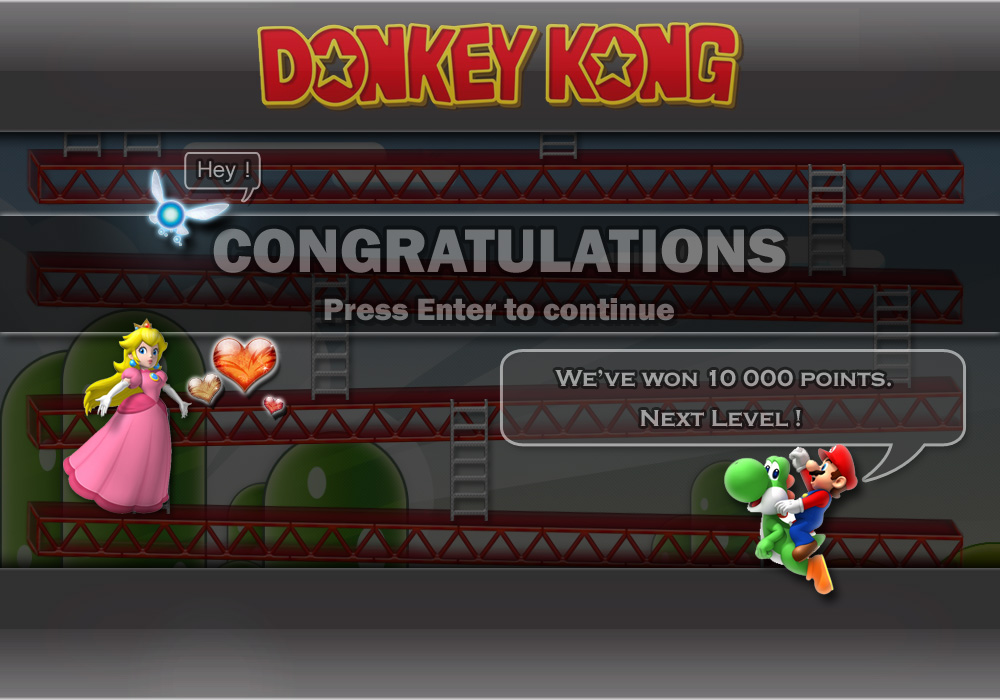 DONKEY KONG
Hey !
CONGRATULATIONS
Press Enter to continue
We've won 10 000 points.
Next Level !